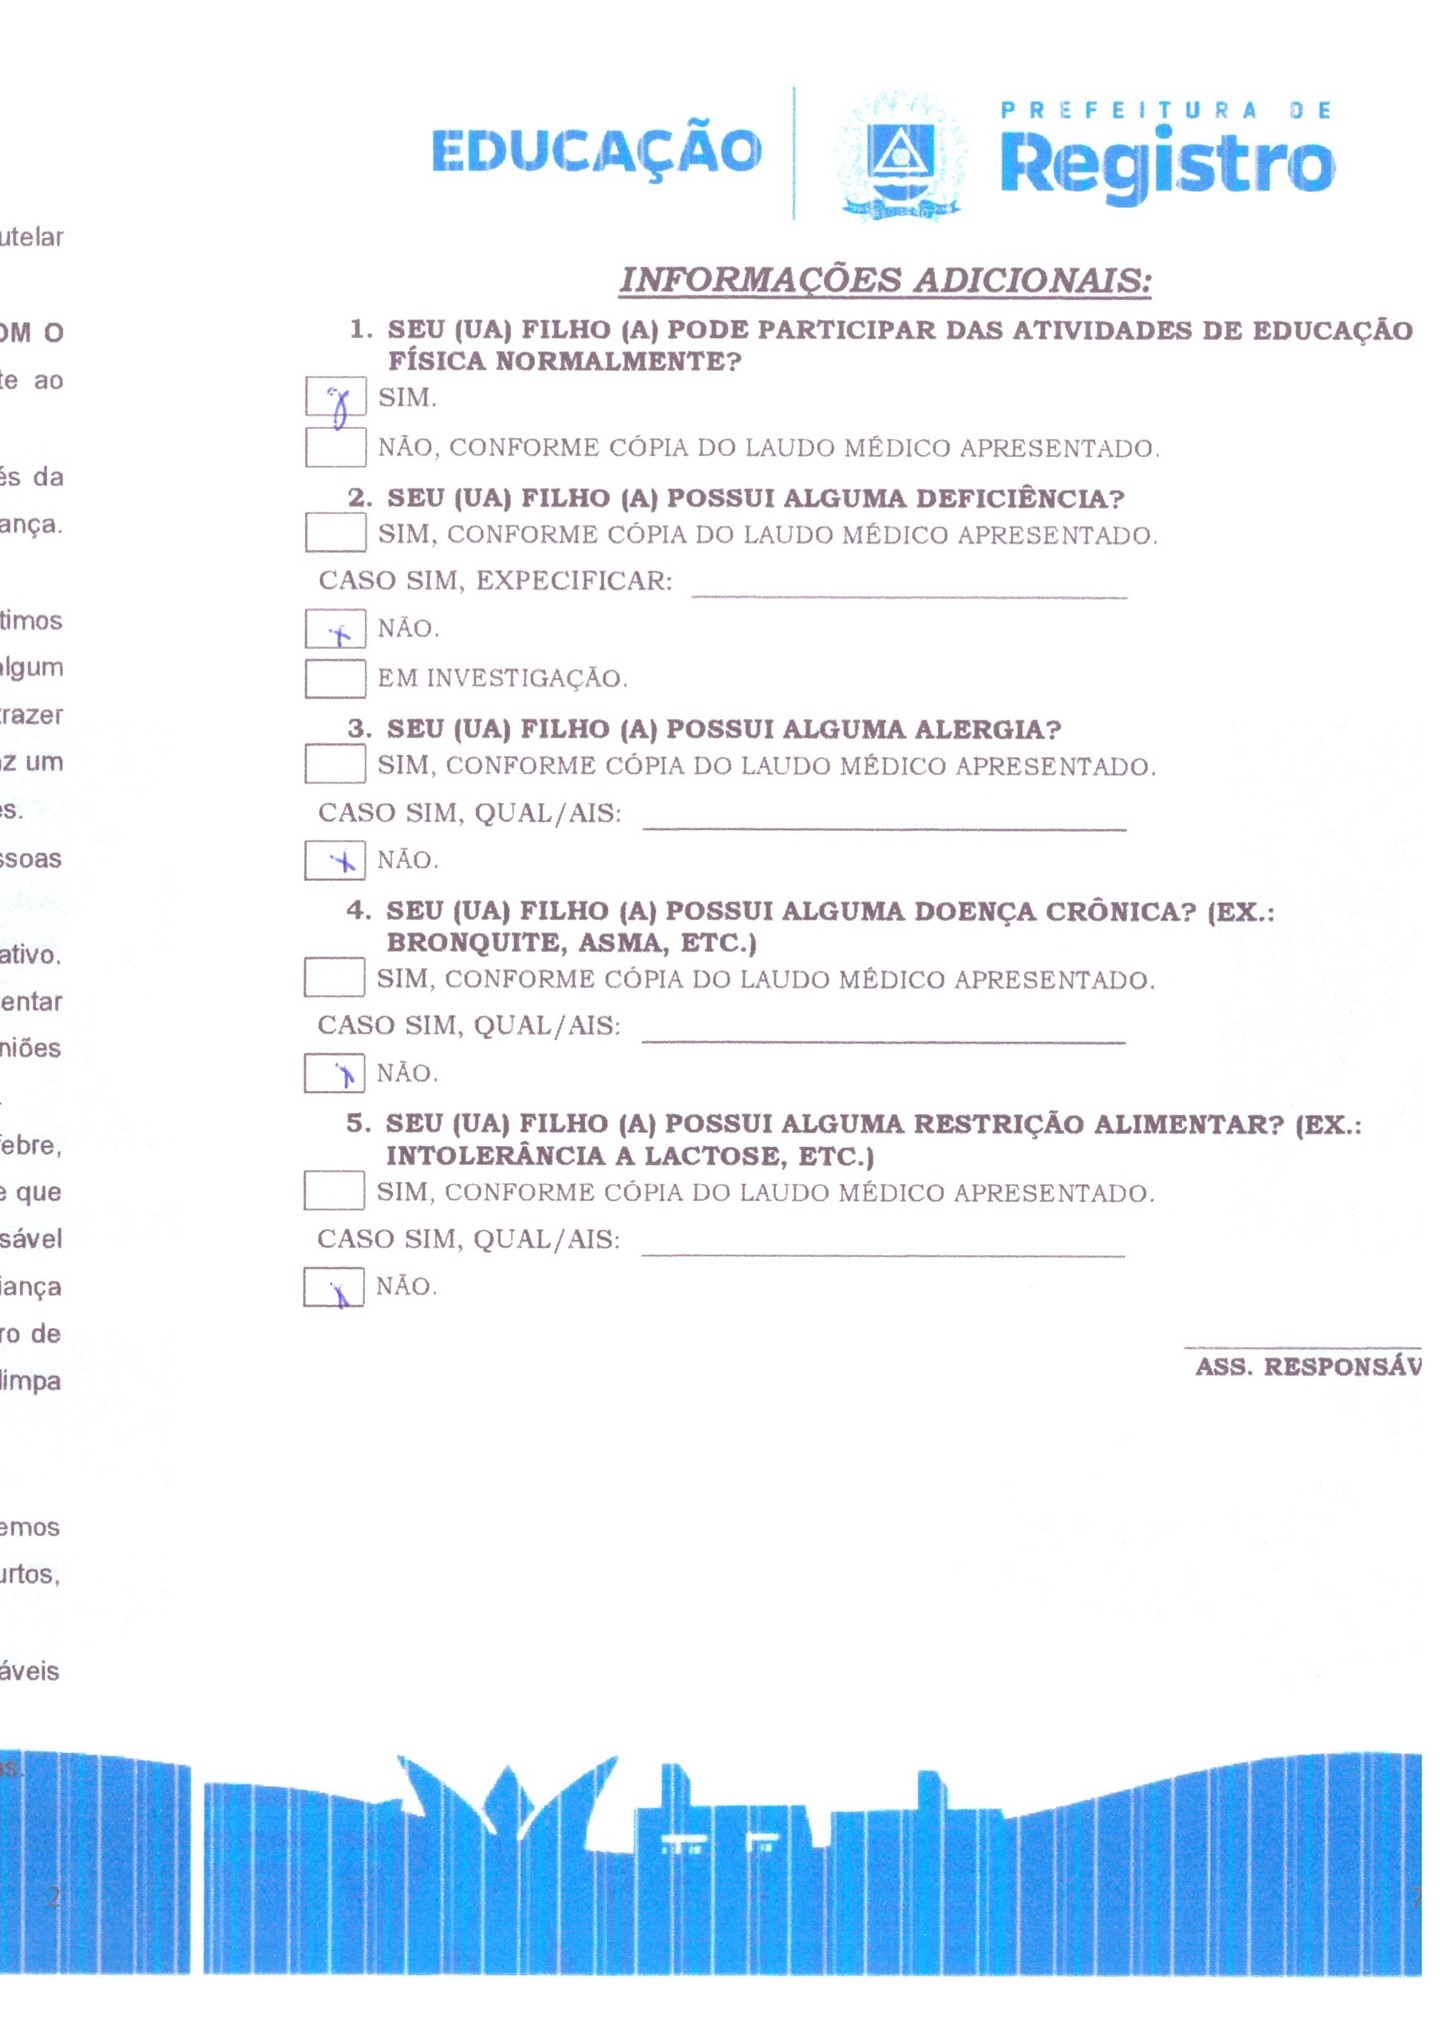 EDUCAÇÃO
PREFEITURA DE
Registro
utelar
OM O
te ao
és da
ança.
timos
algum
trazer
az um
es.
ssoas
ativo.
entar
niões
febre,
e que
sável
iança
ro de
limpa
emos
urtos,
áveis
as.
2
INFORMAÇÕES ADICIONAIS:
1. SEU (UA) FILHO (A) PODE PARTICIPAR DAS ATIVIDADES DE EDUCAÇÃO
FÍSICA NORMALMENTE?
x SIM.
NÃO, CONFORME CÓPIA DO LAUDO MÉDICO APRESENTADO.
2. SEU (UA) FILHO (A) POSSUI ALGUMA DEFICIÊNCIA?
SIM, CONFORME CÓPIA DO LAUDO MÉDICO APRESENTADO.
CASO SIM, EXPECIFICAR:
x NÃO.
EM INVESTIGAÇÃO.
3. SEU (UA) FILHO (A) POSSUI ALGUMA ALERGIA?
SIM, CONFORME CÓPIA DO LAUDO MÉDICO APRESENTADO.
CASO SIM, QUAL/AIS:
x NÃO.
4. SEU (UA) FILHO (A) POSSUI ALGUMA DOENÇA CRÔNICA? (EX.:
BRONQUITE, ASMA, ETC.)
SIM, CONFORME CÓPIA DO LAUDO MÉDICO APRESENTADO.
CASO SIM, QUAL/AIS:
x NÃO.
5. SEU (UA) FILHO (A) POSSUI ALGUMA RESTRIÇÃO ALIMENTAR? (EX.:
INTOLERÂNCIA A LACTOSE, ETC.)
SIM, CONFORME CÓPIA DO LAUDO MÉDICO APRESENTADO.
CASO SIM, QUAL/AIS:
x NÃO.
ASS. RESPONSÁV
7